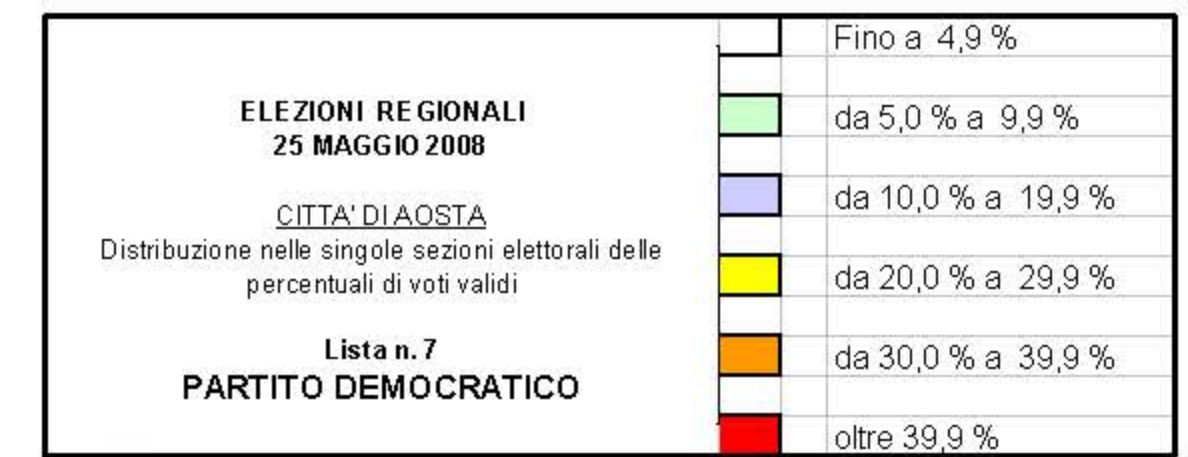 ELEZIONI REGIONALI
25 MAGGIO 2008
CITTA' DI AOSTA
Distribuzione nelle singole sezioni elettorali delle
percentuali di voti validi
Lista n. 7
PARTITO DEMOCRATICO
Fino a 4,9 %
da 5,0 % a 9,9 %
da 10,0 % a 19,9 %
da 20,0 % a 29,9 %
da 30,0 % a 39,9 %
oltre 39,9 %